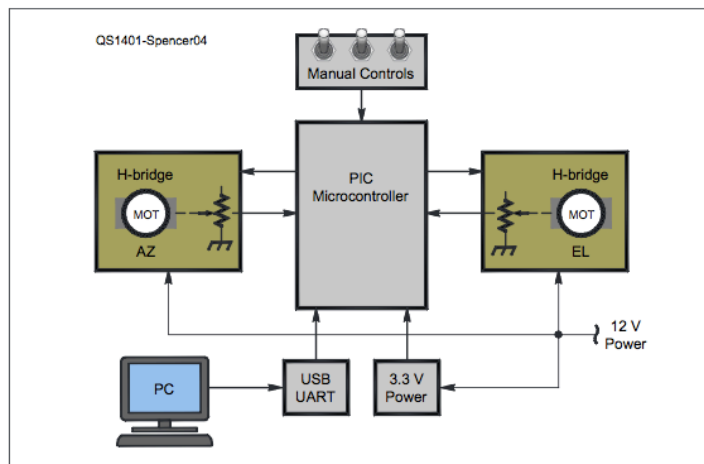 QS1401-Spencer04
Manual Controls
PIC
Microcontroller
H-bridge
MOT
AZ
H-bridge
MOT
EL
12 V
Power
PC
USB
UART
3.3 V
Power